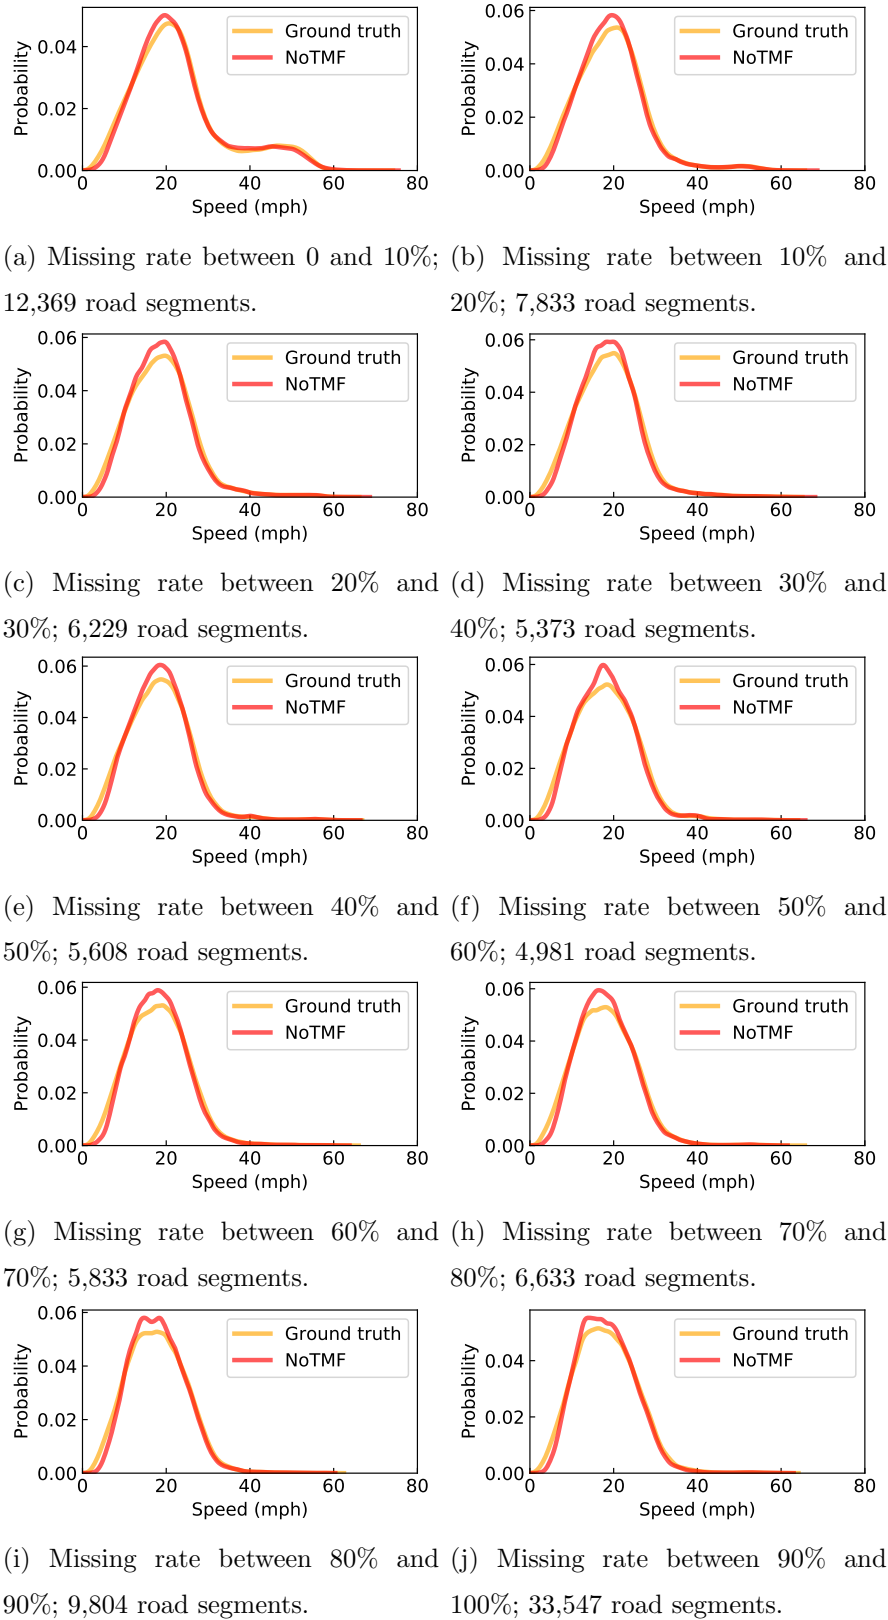 0.04
0.02
0.00
Probability
Ground truth
NoTMF
0 20 40 60 80
Speed (mph)
(a) Missing rate between 0 and 10%;
12,369 road segments.
0.06
0.04
0.02
0.00
Probability
Ground truth
NoTMF
0 20 40 60 80
Speed (mph)
(b) Missing rate between 10% and
20%; 7,833 road segments.
0.06
0.04
0.02
0.00
Probability
Ground truth
NoTMF
0 20 40 60 80
Speed (mph)
(c) Missing rate between 20% and
30%; 6,229 road segments.
0.06
0.04
0.02
0.00
Probability
Ground truth
NoTMF
0 20 40 60 80
Speed (mph)
(d) Missing rate between 30% and
40%; 5,373 road segments.
0.06
0.04
0.02
0.00
Probability
Ground truth
NoTMF
0 20 40 60 80
Speed (mph)
(e) Missing rate between 40% and
50%; 5,608 road segments.
0.06
0.04
0.02
0.00
Probability
Ground truth
NoTMF
0 20 40 60 80
Speed (mph)
(f) Missing rate between 50% and
60%; 4,981 road segments.
0.06
0.04
0.02
0.00
Probability
Ground truth
NoTMF
0 20 40 60 80
Speed (mph)
(g) Missing rate between 60% and
70%; 5,833 road segments.
0.06
0.04
0.02
0.00
Probability
Ground truth
NoTMF
0 20 40 60 80
Speed (mph)
(h) Missing rate between 70% and
80%; 6,633 road segments.
0.06
0.04
0.02
0.00
Probability
Ground truth
NoTMF
0 20 40 60 80
Speed (mph)
(i) Missing rate between 80% and
90%; 9,804 road segments.
0.04
0.02
0.00
Probability
Ground truth
NoTMF
0 20 40 60 80
Speed (mph)
(j) Missing rate between 90% and
100%; 33,547 road segments.